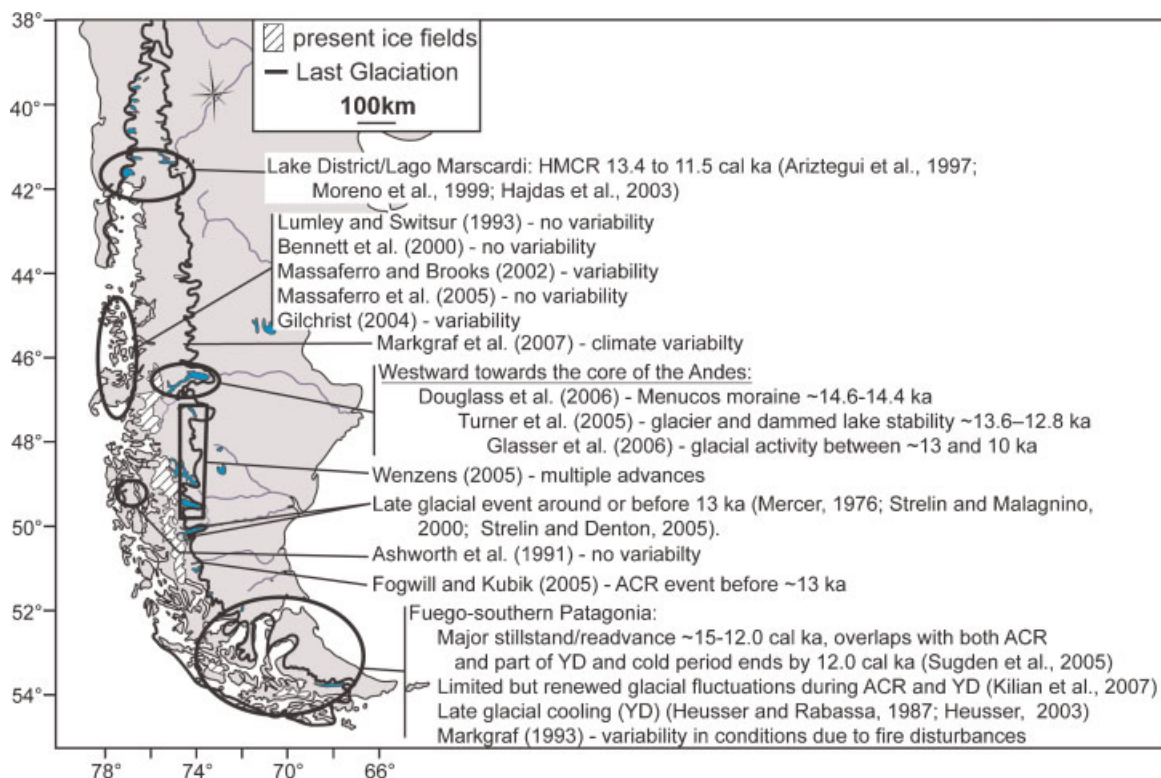 38°
40°
42°
44°
46°
48°
50°
52°
54°
present ice fields
Last Glaciation
100km
Lake District/Lago Marscardi: HMCR 13.4 to 11.5 cal ka (Ariztegui et al., 1997;
Moreno et al., 1999; Hajdas et al., 2003)
Lumley and Switsur (1993) - no variability
Bennett et al. (2000) - no variability
Massaferro and Brooks (2002) - variability
Massaferro et al. (2005) - no variability
Gilchrist (2004) - variability
Markgraf et al. (2007) - climate variabilty
Westward towards the core of the Andes:
Douglass et al. (2006) - Menucos moraine ~14.6-14.4 ka
Turner et al. (2005) - glacier and dammed lake stability ~13.6–12.8 ka
Glasser et al. (2006) - glacial activity between ~13 and 10 ka
Wenzens (2005) - multiple advances
Late glacial event around or before 13 ka (Mercer, 1976; Strelin and Malagnino,
2000; Strelin and Denton, 2005).
Ashworth et al. (1991) - no variabilty
Fogwill and Kubik (2005) - ACR event before ~13 ka
Fuego-southern Patagonia:
Major stillstand/readvance ~15-12.0 cal ka, overlaps with both ACR
and part of YD and cold period ends by 12.0 cal ka (Sugden et al., 2005)
Limited but renewed glacial fluctuations during ACR and YD (Kilian et al., 2007)
Late glacial cooling (YD) (Heusser and Rabassa, 1987; Heusser, 2003)
Markgraf (1993) - variability in conditions due to fire disturbances
78° 74° 70° 66°